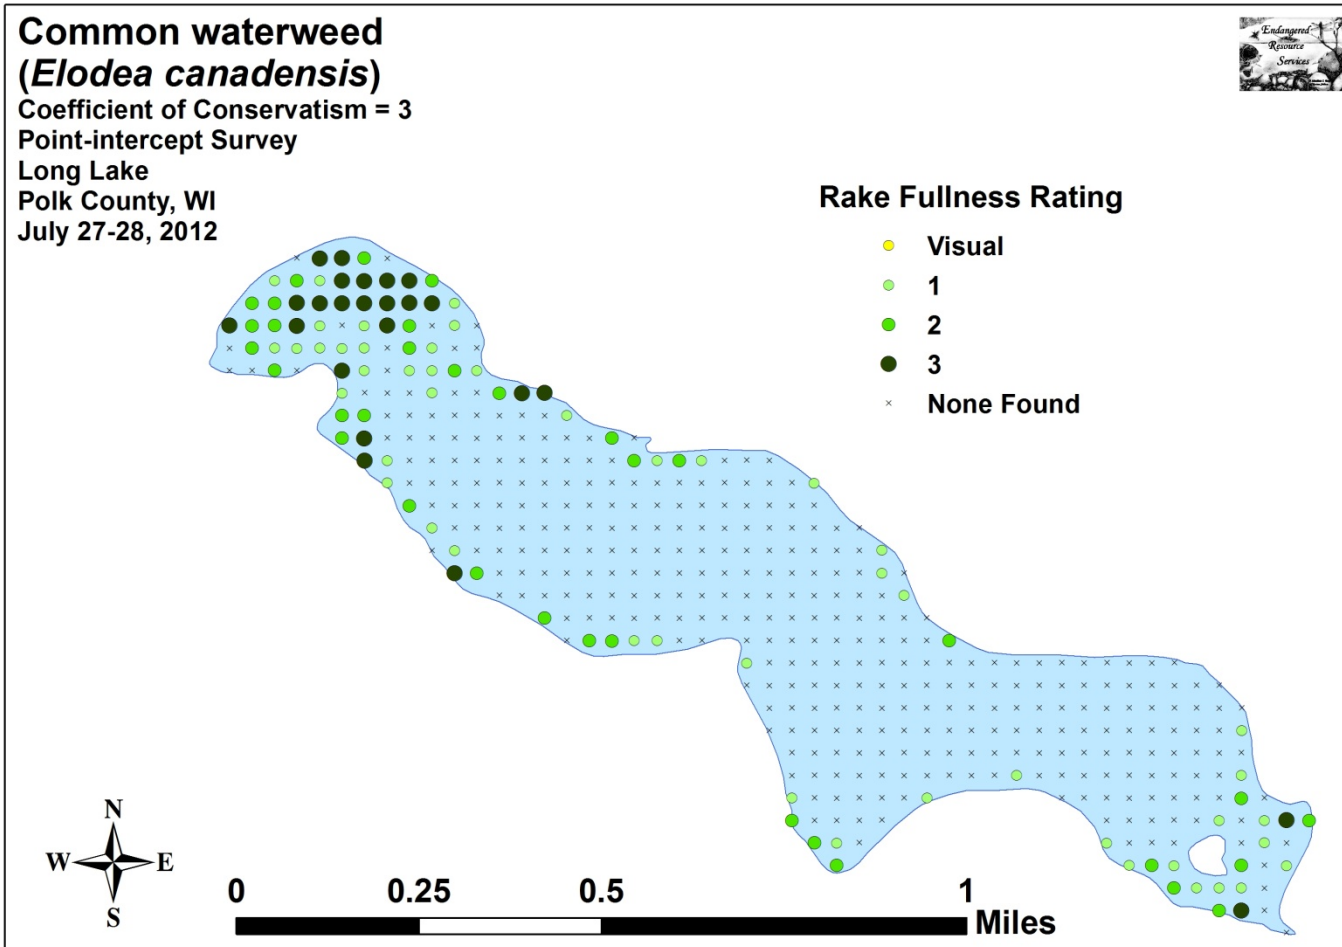 Common waterweed
(Elodea canadensis)
Coefficient of Conservatism = 3
Point-intercept Survey
Long Lake
Polk County, WI
July 27-28, 2012
Endangered
Resource
Services
Rake Fullness Rating
Visual
1
2
3
None Found
N
W E
S
0 0.25 0.5 1
Miles